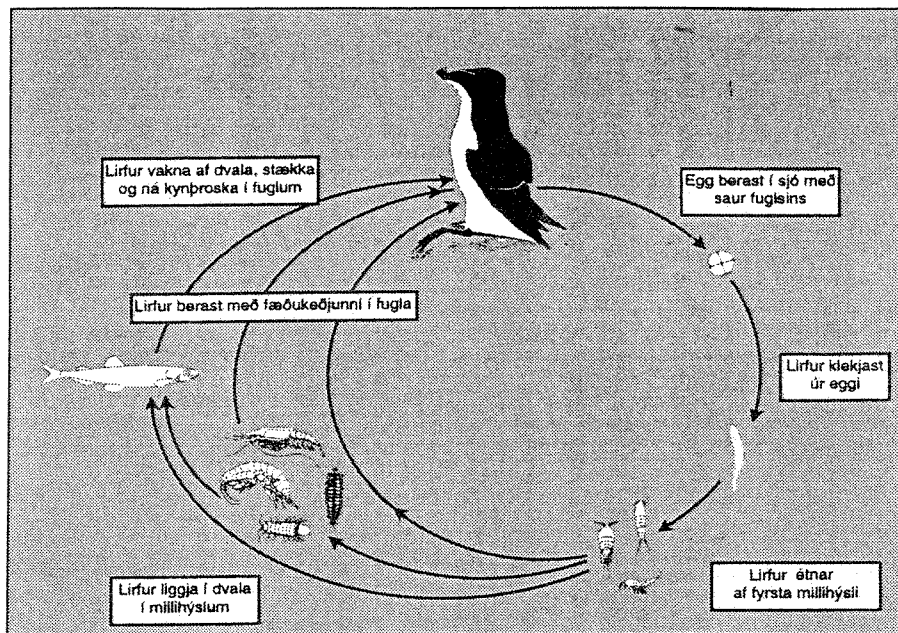 Lirfur vakna af dvala, stækka
og ná kynþroska í fuglum
Egg berast í sjó með
saur fuglsins
Lirfur berast með fæðukeðjunni í fugla
Lirfur klekjast
úr eggi
Lirfur liggja í dvala
í millihýslum
Lirfur étnar
af fyrsta millihýsli